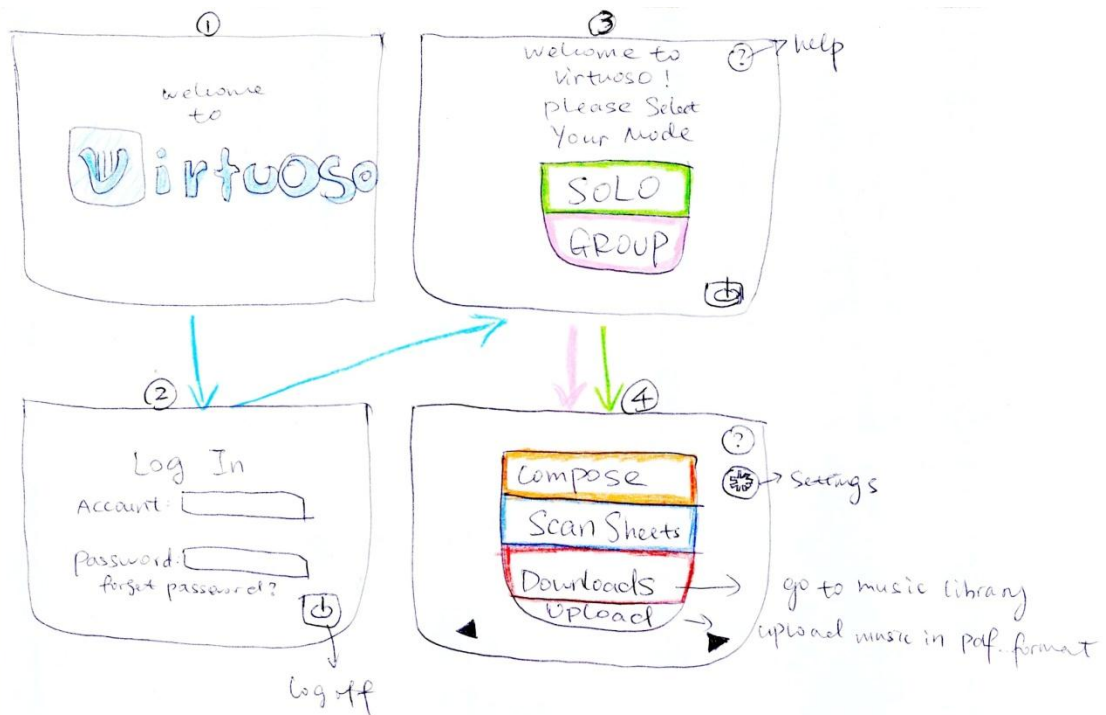 ①
welcome
to
Virtuoso
②
Log In
Account:
Password:
forget password?
log off
③
Welcome to
Virtuoso!
please Select
Your Mode
SOLO
GROUP
?
help
④
?
Settings
Compose
Scan Sheets
Downloads
go to music library
Upload
upload music in pdf. format